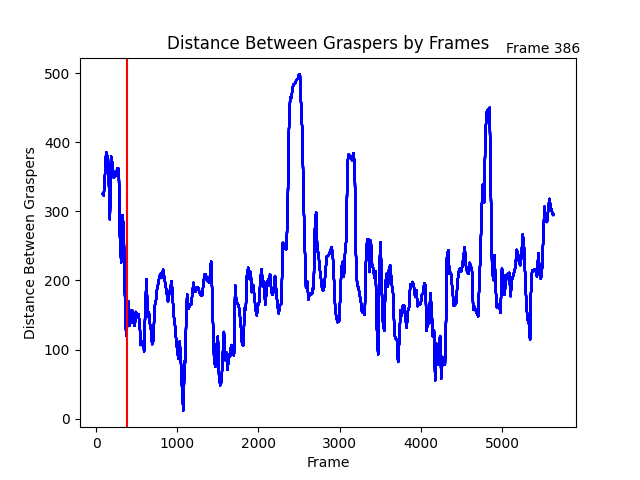 Distance Between Graspers by Frames
Frame 386
Distance Between Graspers
500
400
300
200
100
0
0 1000 2000 3000 4000 5000
Frame